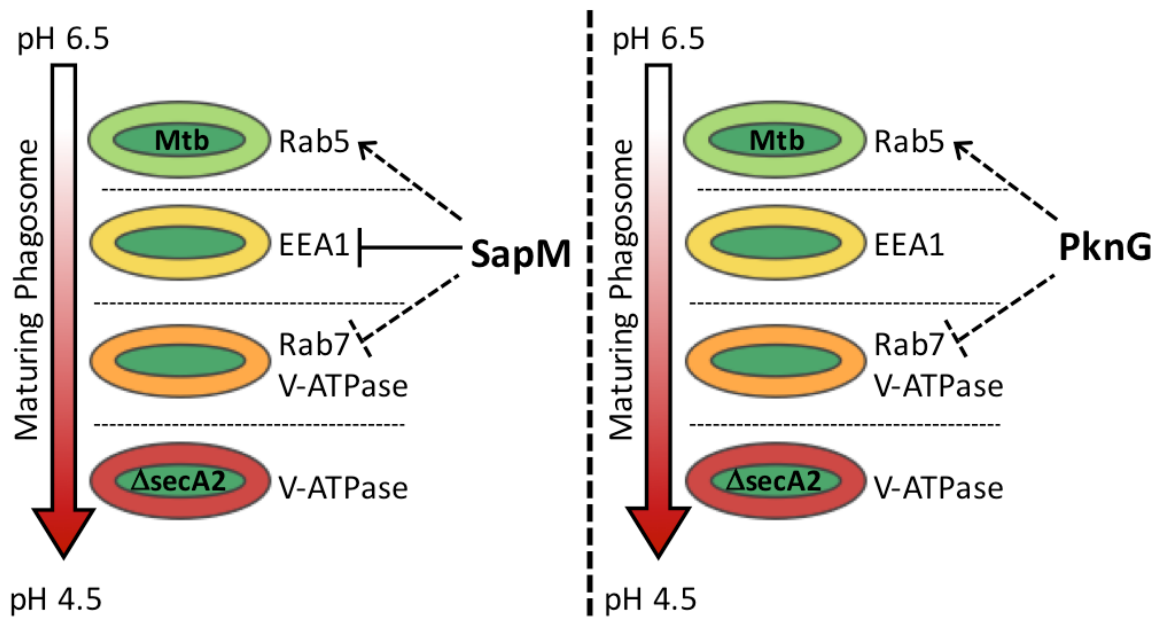 pH 6.5
Maturing Phagosome
Mtb
Rab5
EEA1
SapM
Rab7
V-ATPase
ΔsecA2
V-ATPase
pH 4.5
pH 6.5
Maturing Phagosome
Mtb
Rab5
EEA1
PknG
Rab7
V-ATPase
ΔsecA2
V-ATPase
pH 4.5